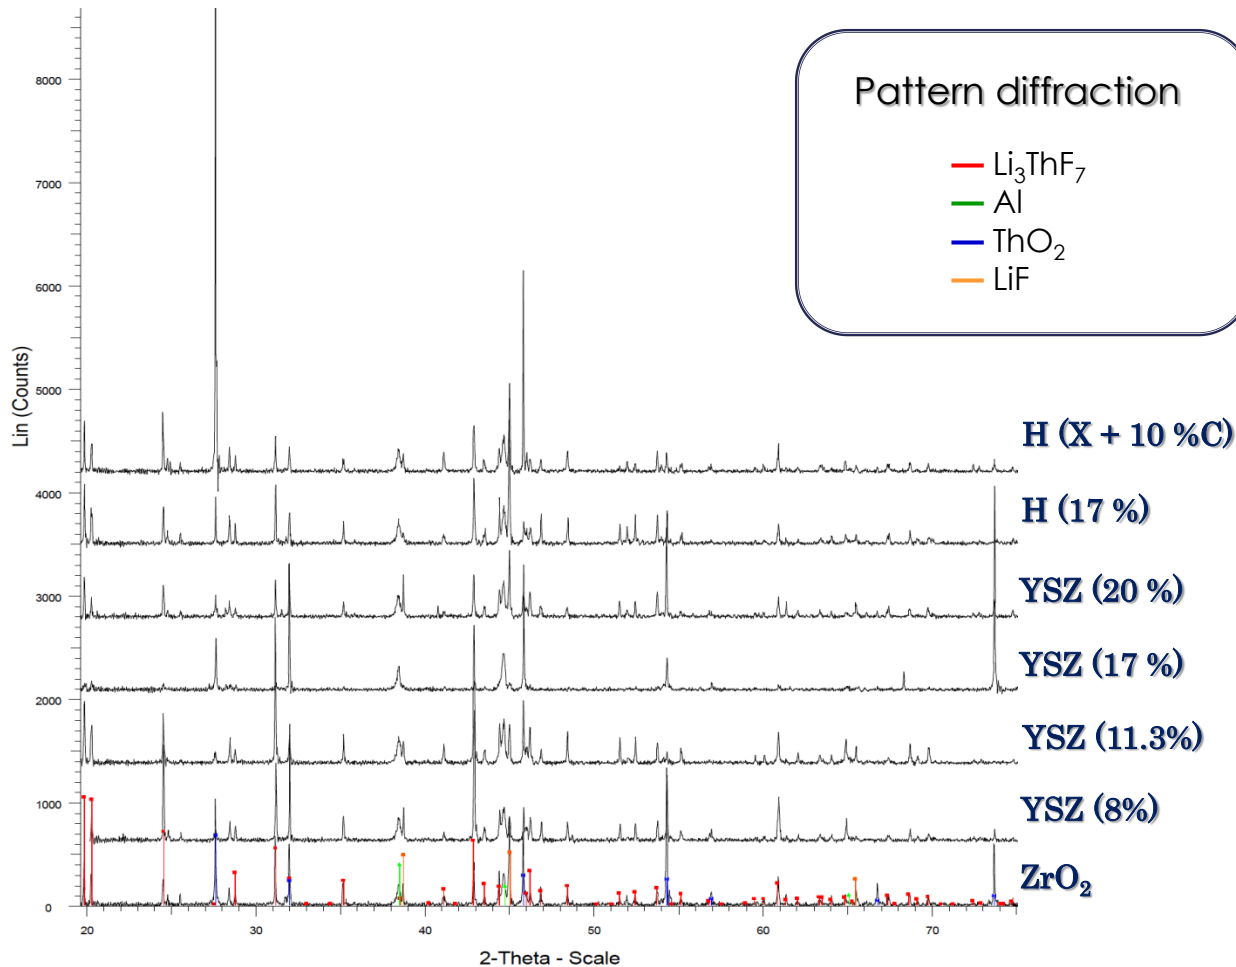 Pattern diffraction
Li₃ThF₇
Al
ThO₂
LiF
Lin (Counts)
8000
7000
6000
5000
4000
3000
2000
1000
0
H (X + 10 %C)
H (17 %)
YSZ (20 %)
YSZ (17 %)
YSZ (11.3%)
YSZ (8%)
ZrO₂
20 30 40 50 60 70
2-Theta - Scale